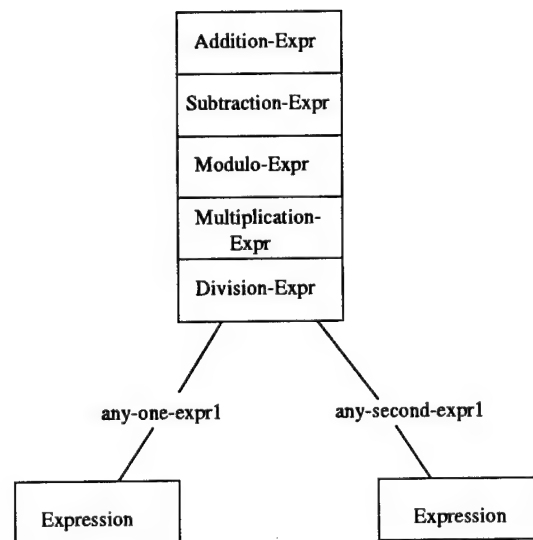 Addition-Expr
Subtraction-Expr
Modulo-Expr
Multiplication-
Expr
Division-Expr
any-one-expr1
any-second-expr1
Expression
Expression